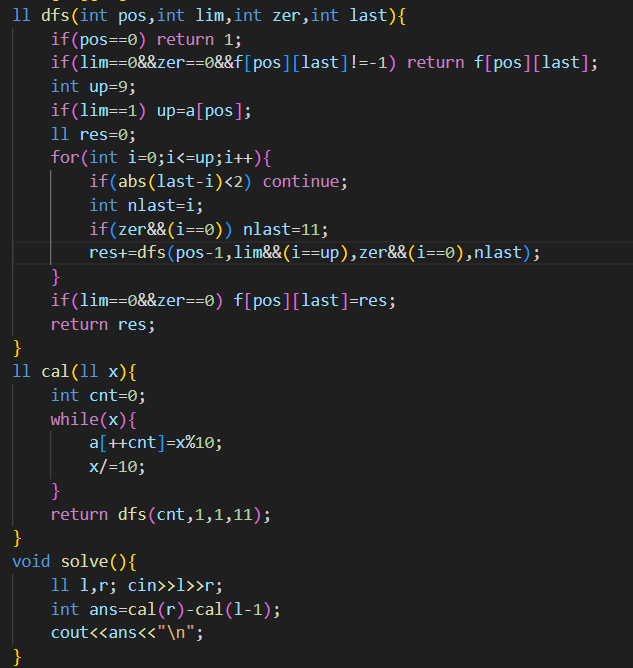 ll dfs(int pos,int lim,int zer,int last){
    if(pos==0) return 1;
    if(lim==0&&zer==0&&f[pos][last]!=-1) return f[pos][last];
    int up=9;
    if(lim==1) up=a[pos];
    ll res=0;
    for(int i=0;i<=up;i++){
        if(abs(last-i)<2) continue;
        int nlast=i;
        if(zer&&(i==0)) nlast=11;
        res+=dfs(pos-1,lim&&(i==up),zer&&(i==0),nlast);
    }
    if(lim==0&&zer==0) f[pos][last]=res;
    return res;
}
ll cal(ll x){
    int cnt=0;
    while(x){
        a[++cnt]=x%10;
        x/=10;
    }
    return dfs(cnt,1,1,11);
}
void solve(){
    ll l,r; cin>>l>>r;
    int ans=cal(r)-cal(l-1);
    cout<<ans<<"\n";
}